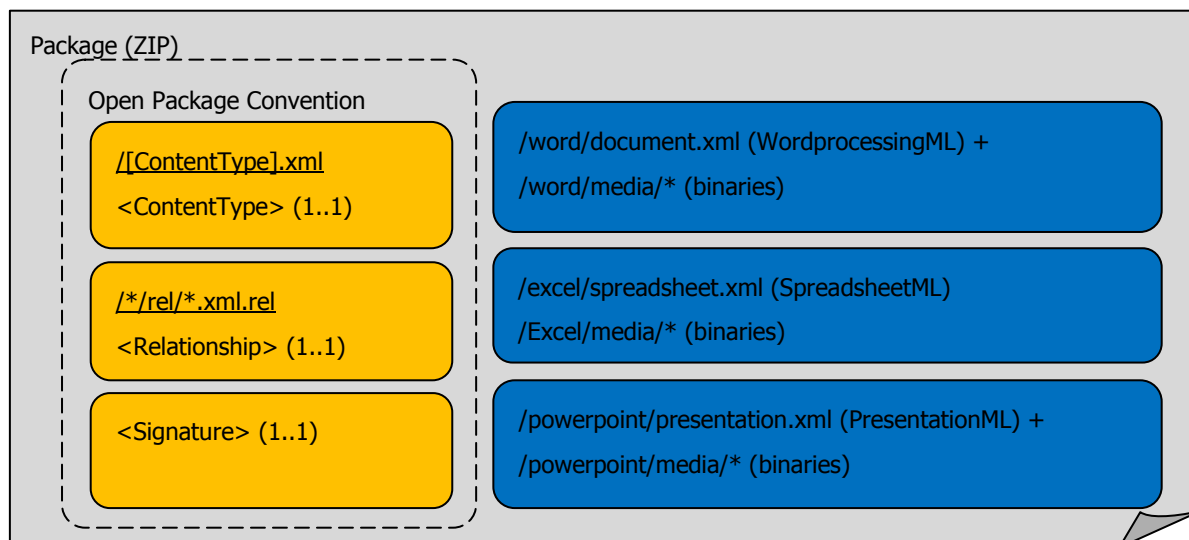 Package (ZIP)
Open Package Convention
/[ContentType].xml
<ContentType> (1..1)
/*/rel/*.xml.rel
<Relationship> (1..1)
<Signature> (1..1)
/word/document.xml (WordprocessingML) +
/word/media/* (binaries)
/excel/spreadsheet.xml (SpreadsheetML)
/Excel/media/* (binaries)
/powerpoint/presentation.xml (PresentationML) +
/powerpoint/media/* (binaries)